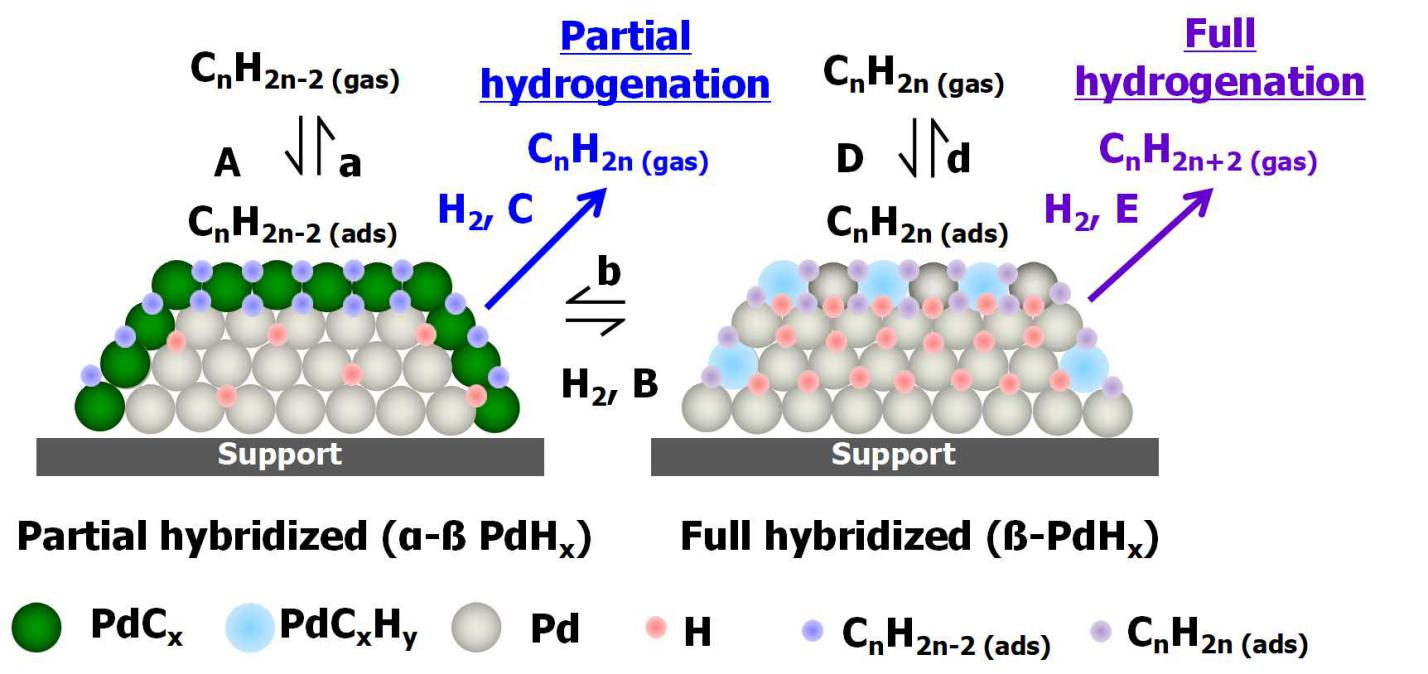 Partial
hydrogenation
Full
hydrogenation
CnH2n-2 (gas)
CnH2n (gas)
A
a
CnH2n (gas)
D
d
CnH2n+2 (gas)
CnH2n-2 (ads)
H2, C
CnH2n (ads)
H2, E
b
H2, B
Support
Support
Partial hybridized (ɑ-ß PdHx)
Full hybridized (ß-PdHx)
PdCx
PdCxHy
Pd
H
CnH2n-2 (ads)
CnH2n (ads)